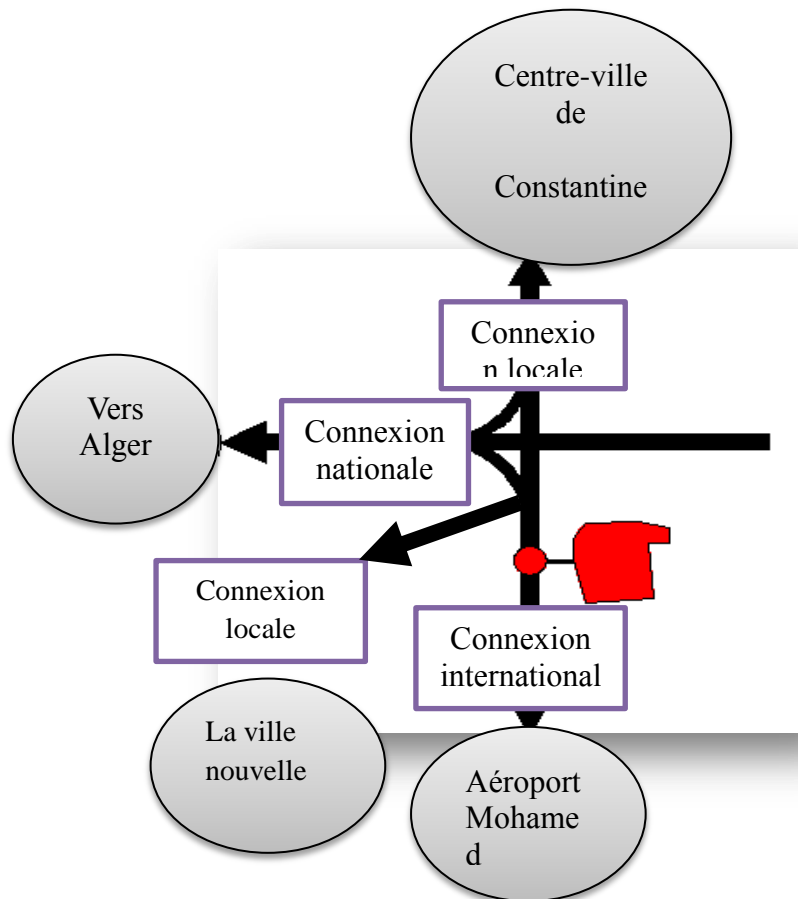 Centre-ville
de
Constantine
Connexio
n locale
Vers
Alger
Connexion
nationale
Connexion
locale
Connexion
international
La ville
nouvelle
Aéroport
Mohame
d